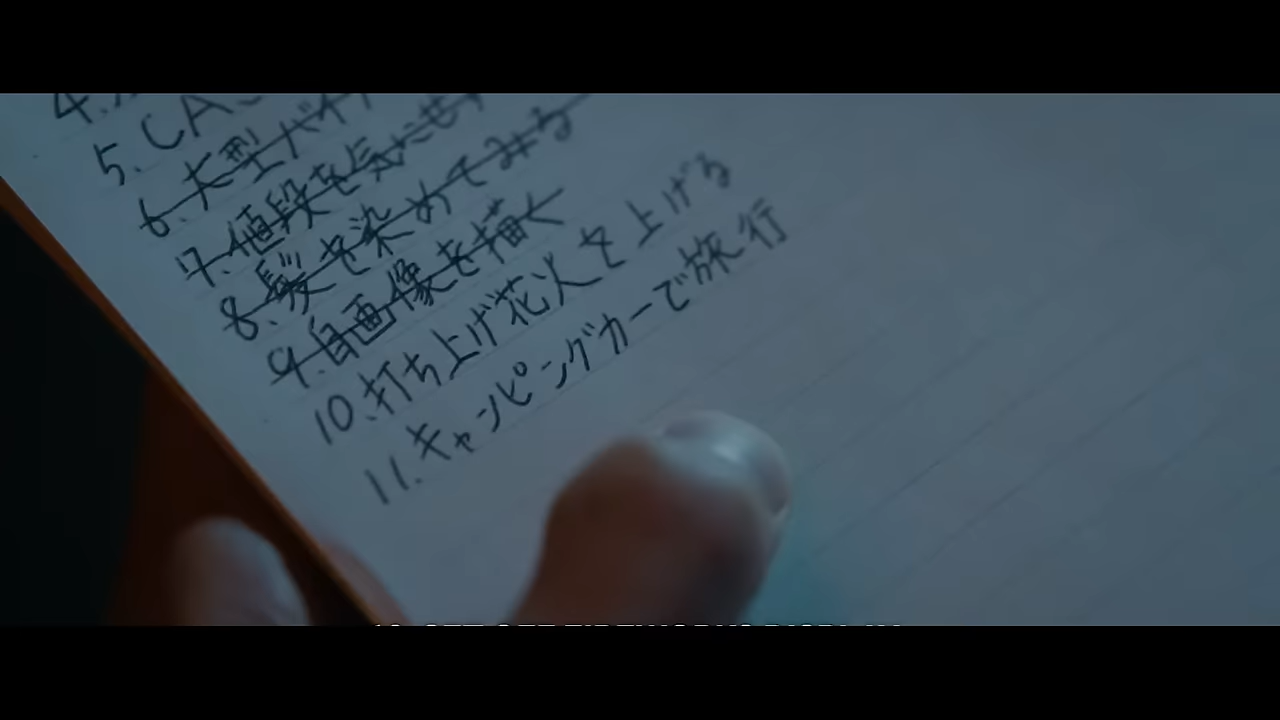 4.
5. CA
6. 大型バイ
7. 値段を気にせず
8. 髪を染めてみる
9. 自画像を描く
10. 打ち上げ花火を上げる
11. キャンピングカーで旅行